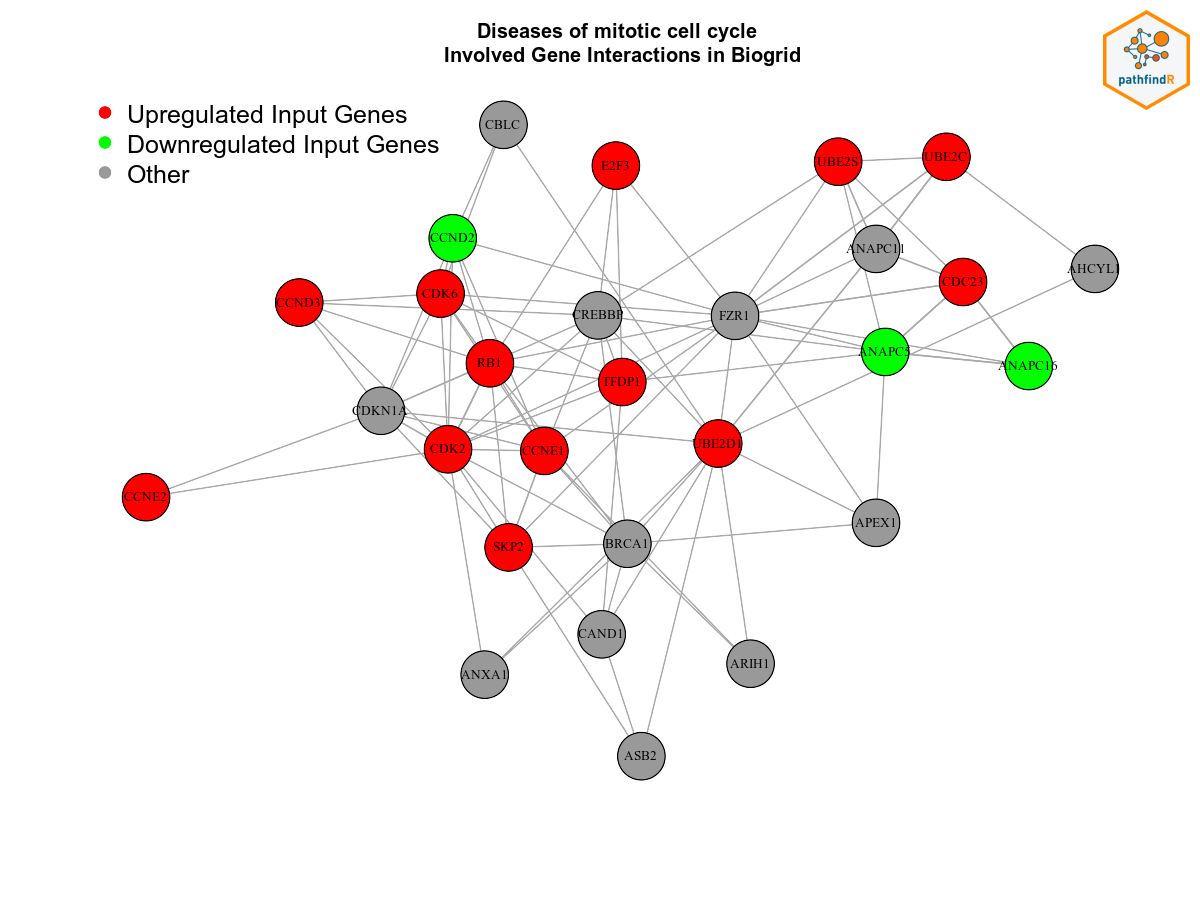 Diseases of mitotic cell cycle
Involved Gene Interactions in Biogrid
pathfindR
Upregulated Input Genes
Downregulated Input Genes
Other
CBLC
E2F3
UBE2S
UBE2C
CCND2
ANAPC11
AHCYL1
CCND3
CDK6
CREBBP
FZR1
CDC23
RB1
TFDP1
ANAPC5
ANAPC16
CDKN1A
CDK2
CCNE1
UBE2D1
CCNE2
SKP2
BRCA1
APEX1
CAND1
ANXA1
ARIH1
ASB2